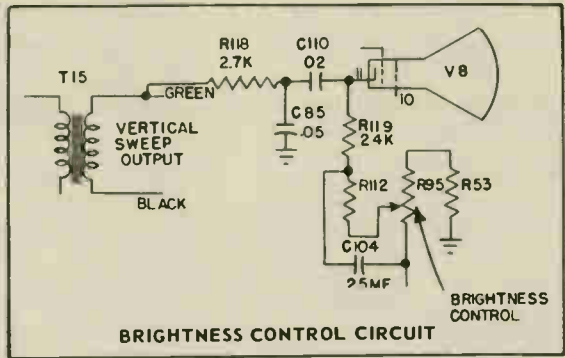 T15
R118
2.7K
C110
02
11
10
V8
GREEN
C85
.05
VERTICAL
SWEEP
OUTPUT
R119
24K
BLACK
R112
R95
R53
C104
25MF
BRIGHTNESS
CONTROL
BRIGHTNESS CONTROL CIRCUIT